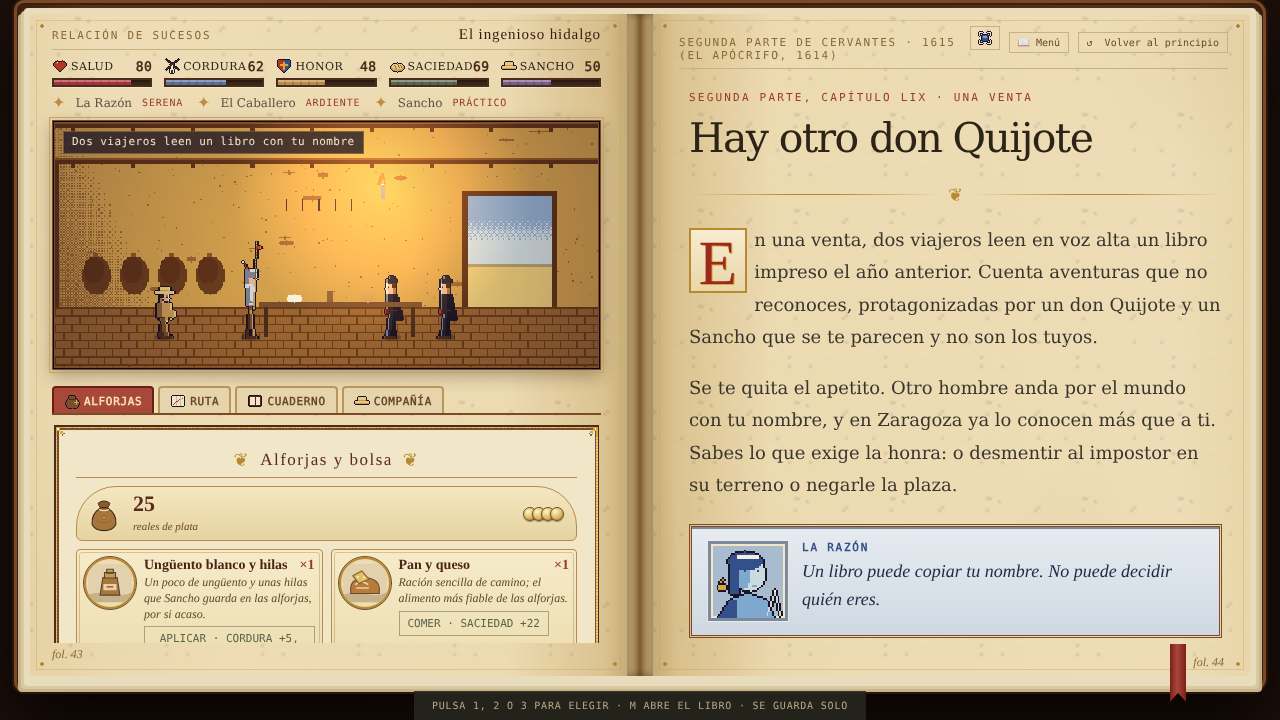 RELACIÓN DE SUCESOS
El ingenioso hidalgo
SALUD 80
CORDURA 62
HONOR 48
SACIEDAD 69
SANCHO 50
La Razón SERENA
El Caballero ARDIENTE
Sancho PRÁCTICO
Dos viajeros leen un libro con tu nombre
ALFORJAS
RUTA
CUADERNO
COMPAÑÍA
Alforjas y bolsa
25
reales de plata
Ungüento blanco y hilas ×1
Un poco de ungüento y unas hilas
que Sancho guarda en las alforjas,
por si acaso.
APLICAR · CORDURA +5,
Pan y queso ×1
Ración sencilla de camino; el
alimento más fiable de las alforjas.
COMER · SACIEDAD +22
fol. 43
SEGUNDA PARTE DE CERVANTES · 1615
(EL APÓCRIFO, 1614)
Menú
↺ Volver al principio
SEGUNDA PARTE, CAPÍTULO LIX · UNA VENTA
Hay otro don Quijote
En una venta, dos viajeros leen en voz alta un libro
impreso el año anterior. Cuenta aventuras que no
reconoces, protagonizadas por un don Quijote y un
Sancho que se te parecen y no son los tuyos.
Se te quita el apetito. Otro hombre anda por el mundo
con tu nombre, y en Zaragoza ya lo conocen más que a ti.
Sabes lo que exige la honra: o desmentir al impostor en
su terreno o negarle la plaza.
LA RAZÓN
Un libro puede copiar tu nombre. No puede decidir
quién eres.
fol. 44
PULSA 1, 2 O 3 PARA ELEGIR · M ABRE EL LIBRO · SE GUARDA SOLO